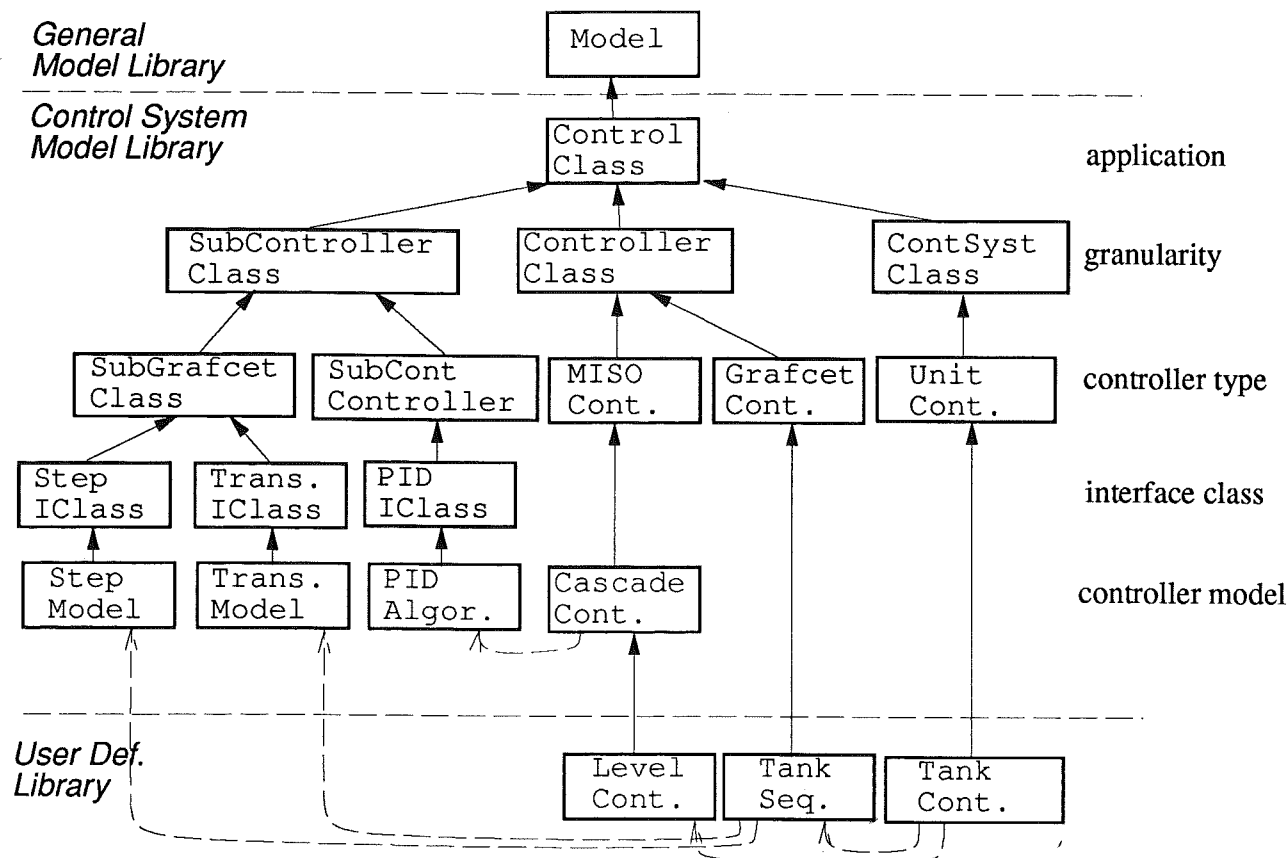 General
Model Library
Model
Control System
Model Library
Control
Class
application
SubController
Class
Controller
Class
ContSyst
Class
granularity
SubGrafcet
Class
SubCont
Controller
MISO
Cont.
Grafcet
Cont.
Unit
Cont.
controller type
Step
IClass
Trans.
IClass
PID
IClass
interface class
Step
Model
Trans.
Model
PID
Algor.
Cascade
Cont.
controller model
User Def.
Library
Level
Cont.
Tank
Seq.
Tank
Cont.